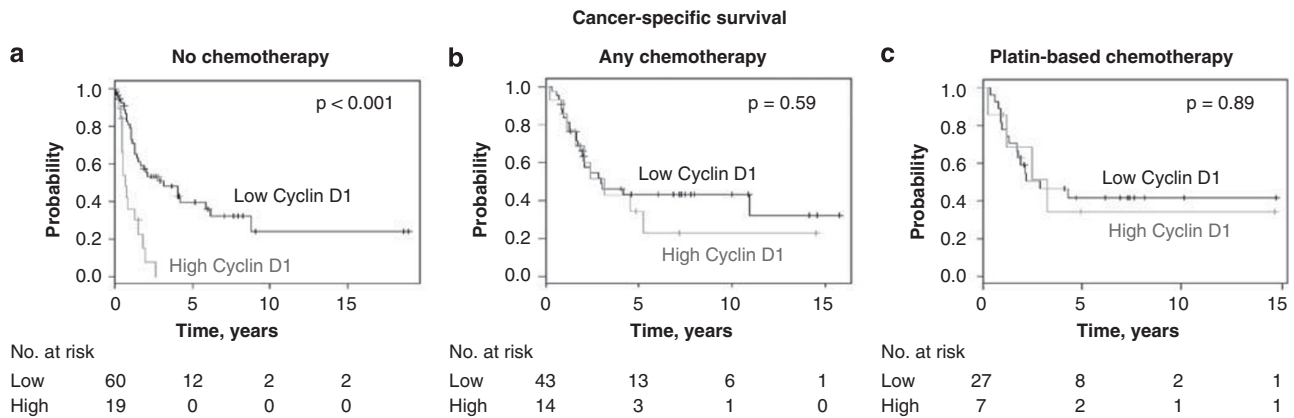 Cancer-specific survival
a No chemotherapy
1.0
0.8
0.6
0.4
0.2
0.0
Probability
p < 0.001
Low Cyclin D1
High Cyclin D1
0 5 10 15
Time, years
No. at risk
Low 60 12 2 2
High 19 0 0 0
b Any chemotherapy
1.0
0.8
0.6
0.4
0.2
0.0
Probability
p = 0.59
Low Cyclin D1
High Cyclin D1
0 5 10 15
Time, years
No. at risk
Low 43 13 6 1
High 14 3 1 0
c Platin-based chemotherapy
1.0
0.8
0.6
0.4
0.2
0.0
Probability
p = 0.89
Low Cyclin D1
High Cyclin D1
0 5 10 15
Time, years
No. at risk
Low 27 8 2 1
High 7 2 1 1